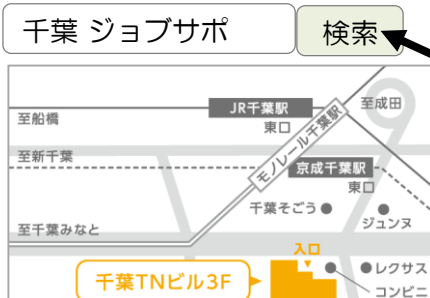 千葉 ジョブサポ 検索
JR千葉駅
東口
至成田
至船橋
モノレール千葉駅
至新千葉
京成千葉駅
東口
千葉そごう
ジュンヌ
至千葉みなと
入口
千葉TNビル3F
レクサス
コンビニ